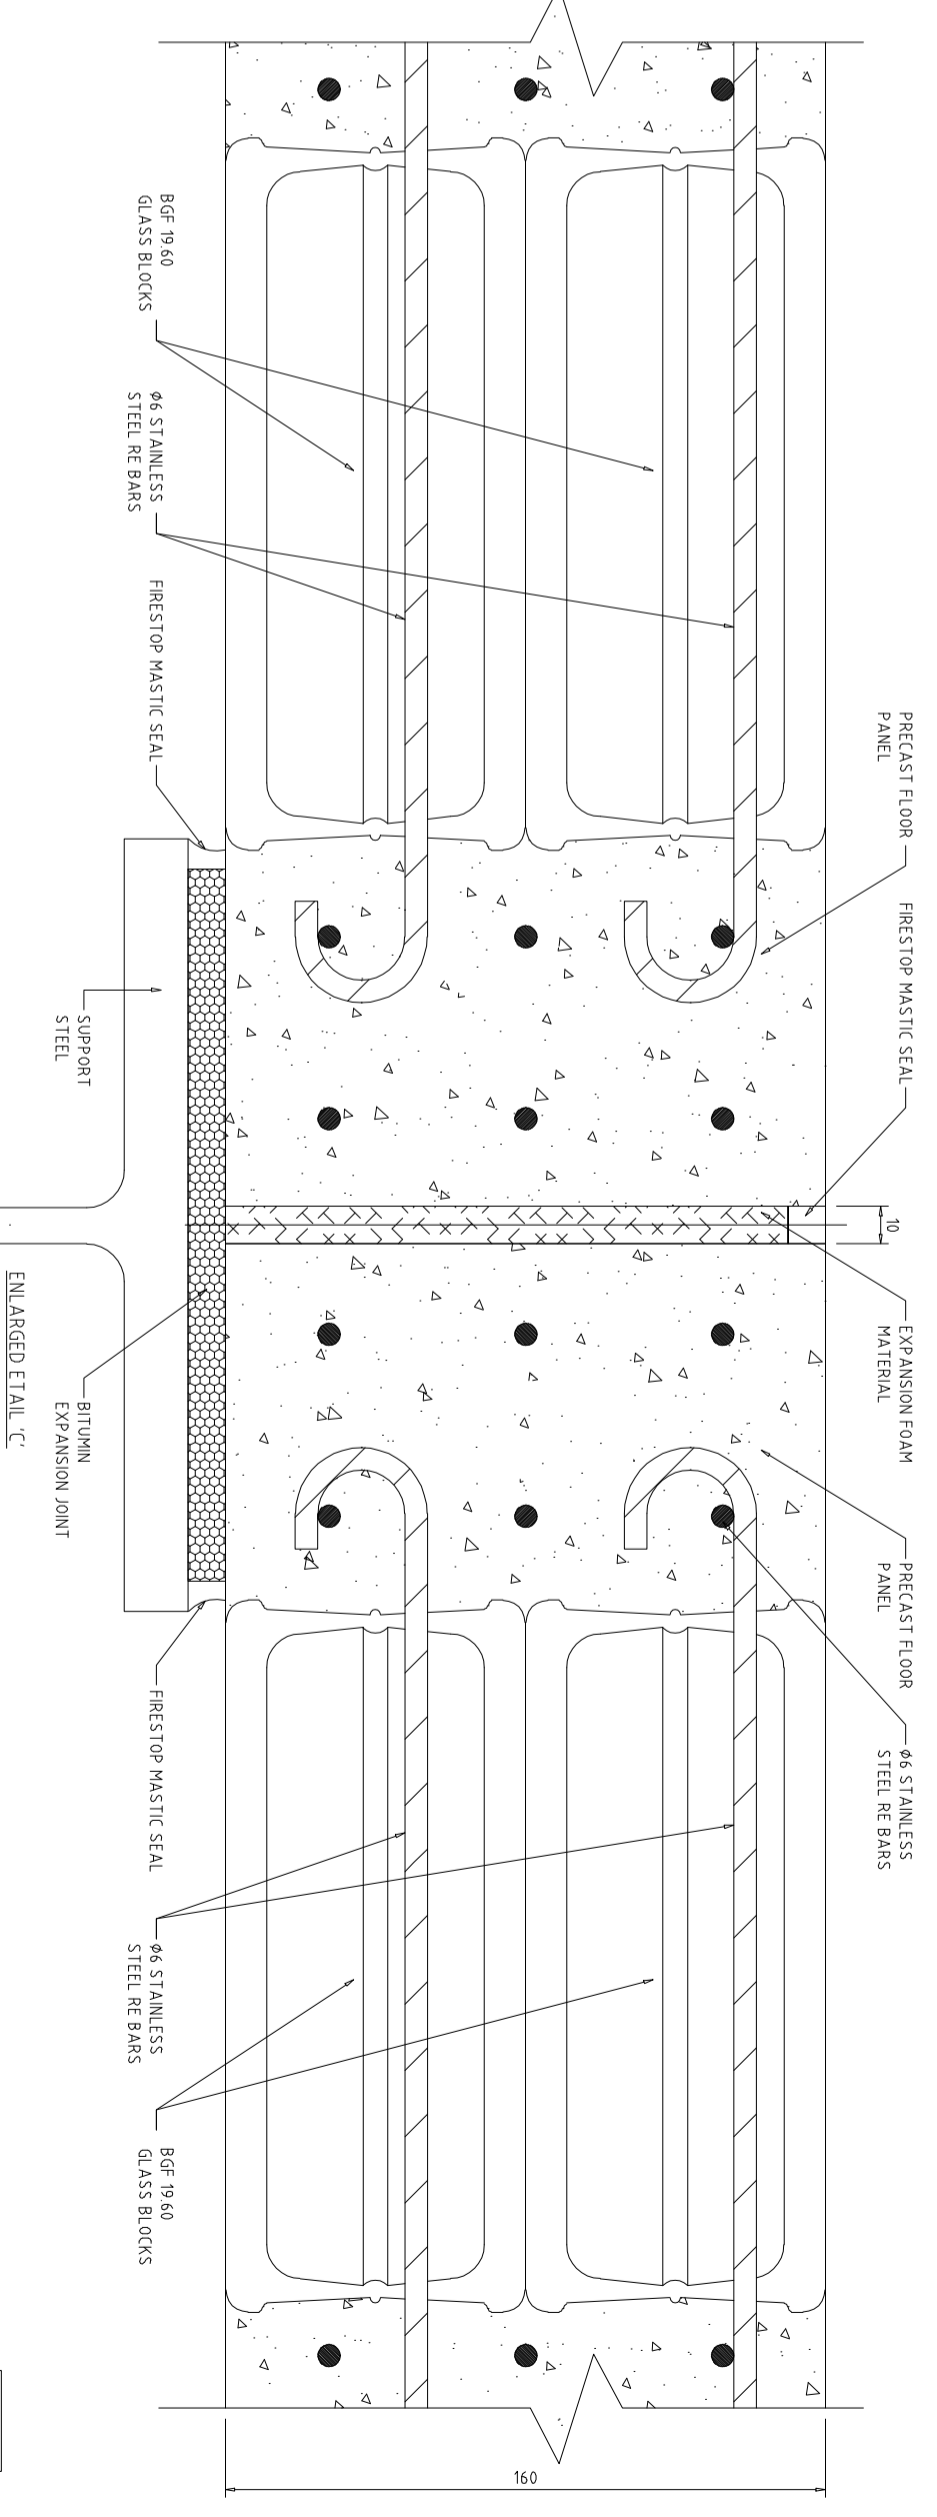 PRECAST FLOOR
PANEL
FIRESTOP MASTIC SEAL
10
EXPANSION FOAM
MATERIAL
PRECAST FLOOR
PANEL
Ø6 STAINLESS
STEEL RE BARS
160
BGF 19.60
GLASS BLOCKS
Ø6 STAINLESS
STEEL RE BARS
FIRESTOP MASTIC SEAL
SUPPORT
STEEL
BITUMIN
EXPANSION JOINT
FIRESTOP MASTIC SEAL
Ø6 STAINLESS
STEEL RE BARS
BGF 19.60
GLASS BLOCKS
ENLARGED ETAIL 'C'